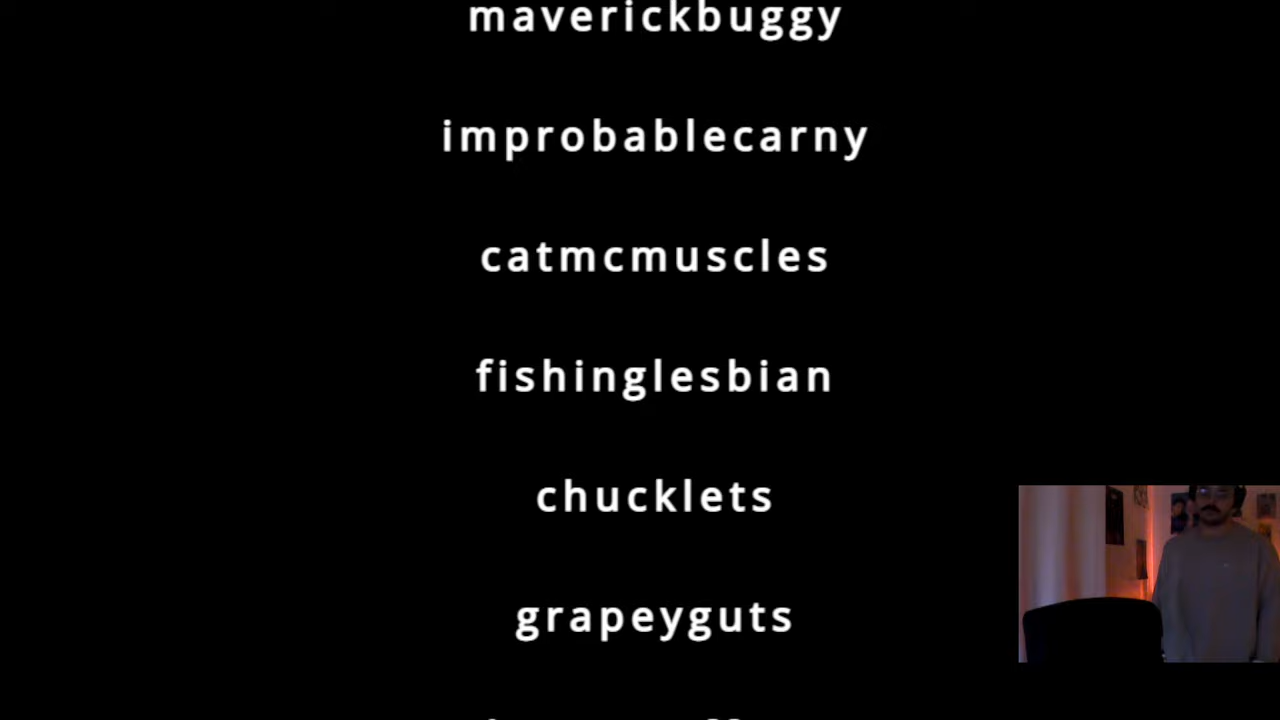 maverickbuggy
improbablecarny
catmcmuscles
fishinglesbian
chucklets
grapeyguts